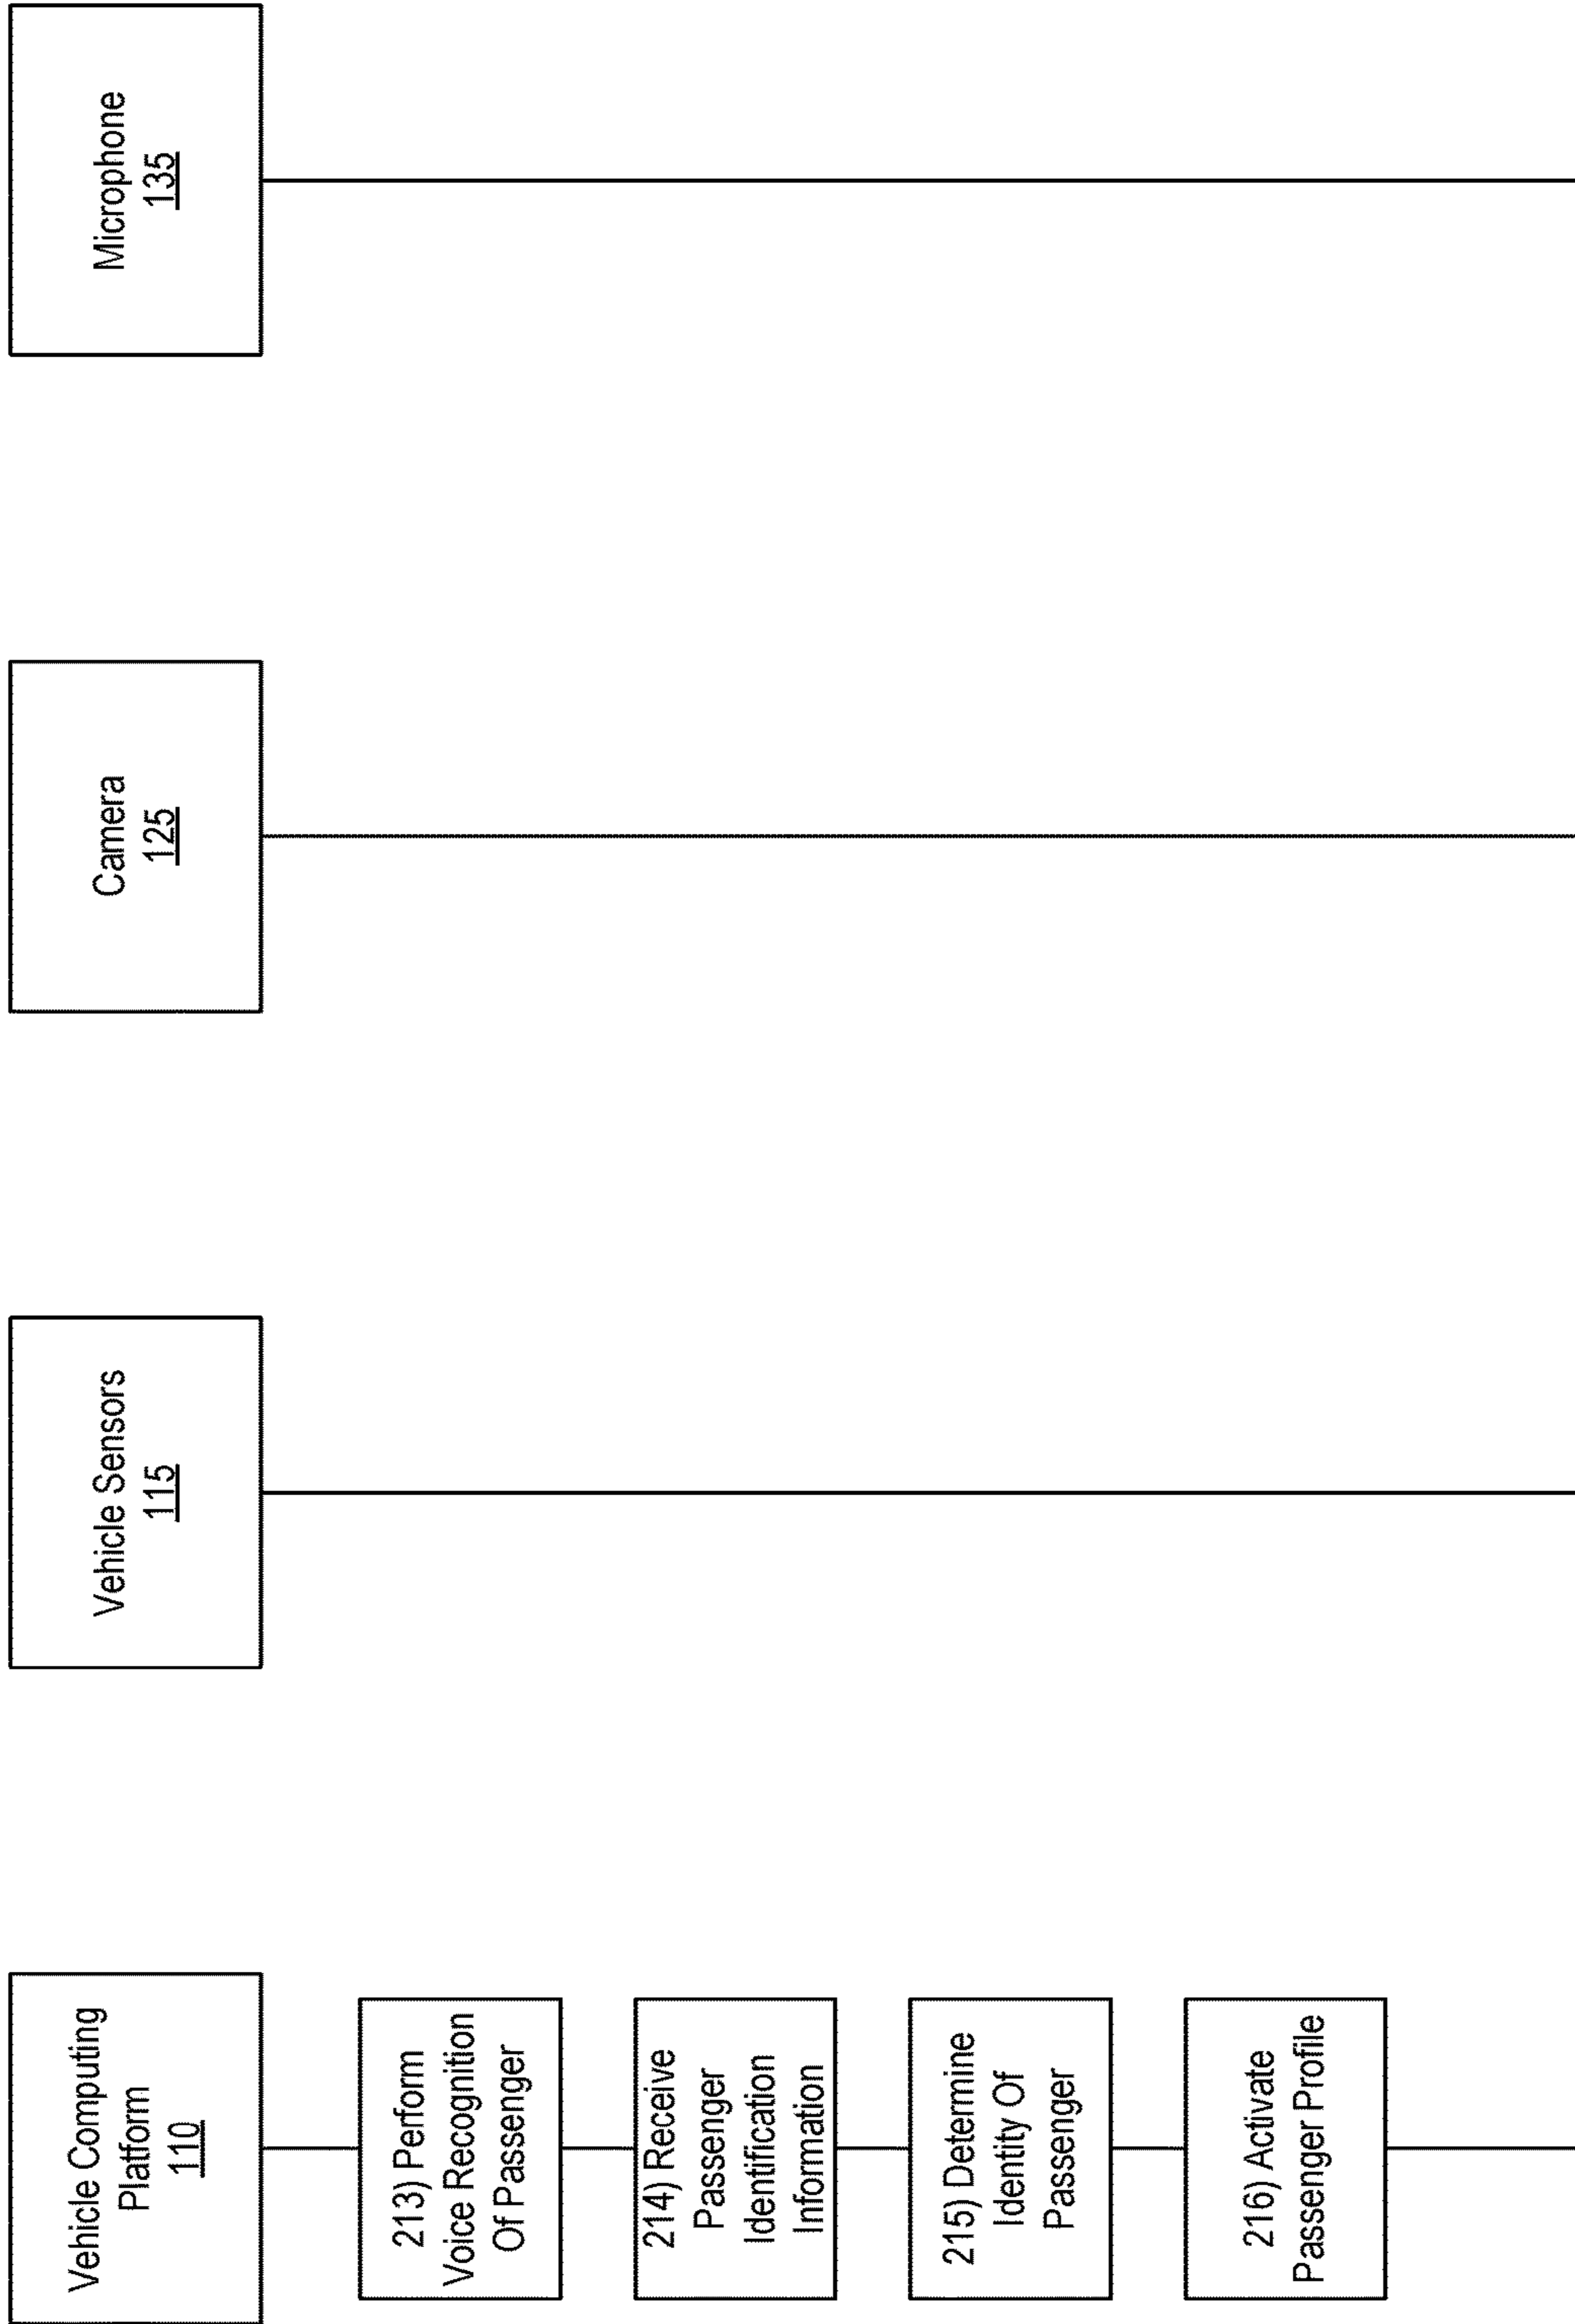 Vehicle Computing
Platform
110
Vehicle Sensors
115
Camera
125
Microphone
135
213) Perform
Voice Recognition
Of Passenger
214) Receive
Passenger
Identification
Information
215) Determine
Identity Of
Passenger
216) Activate
Passenger Profile